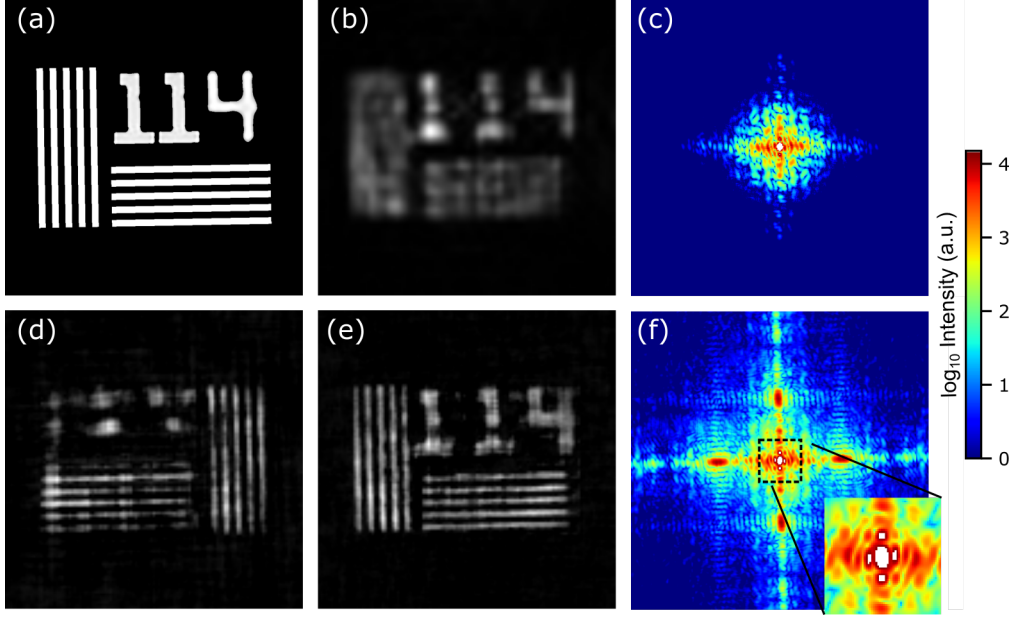 (a)
114
(b)
114
(c)
(d)
(e)
114
(f)
4
3
2
1
0
log₁₀ Intensity (a.u.)